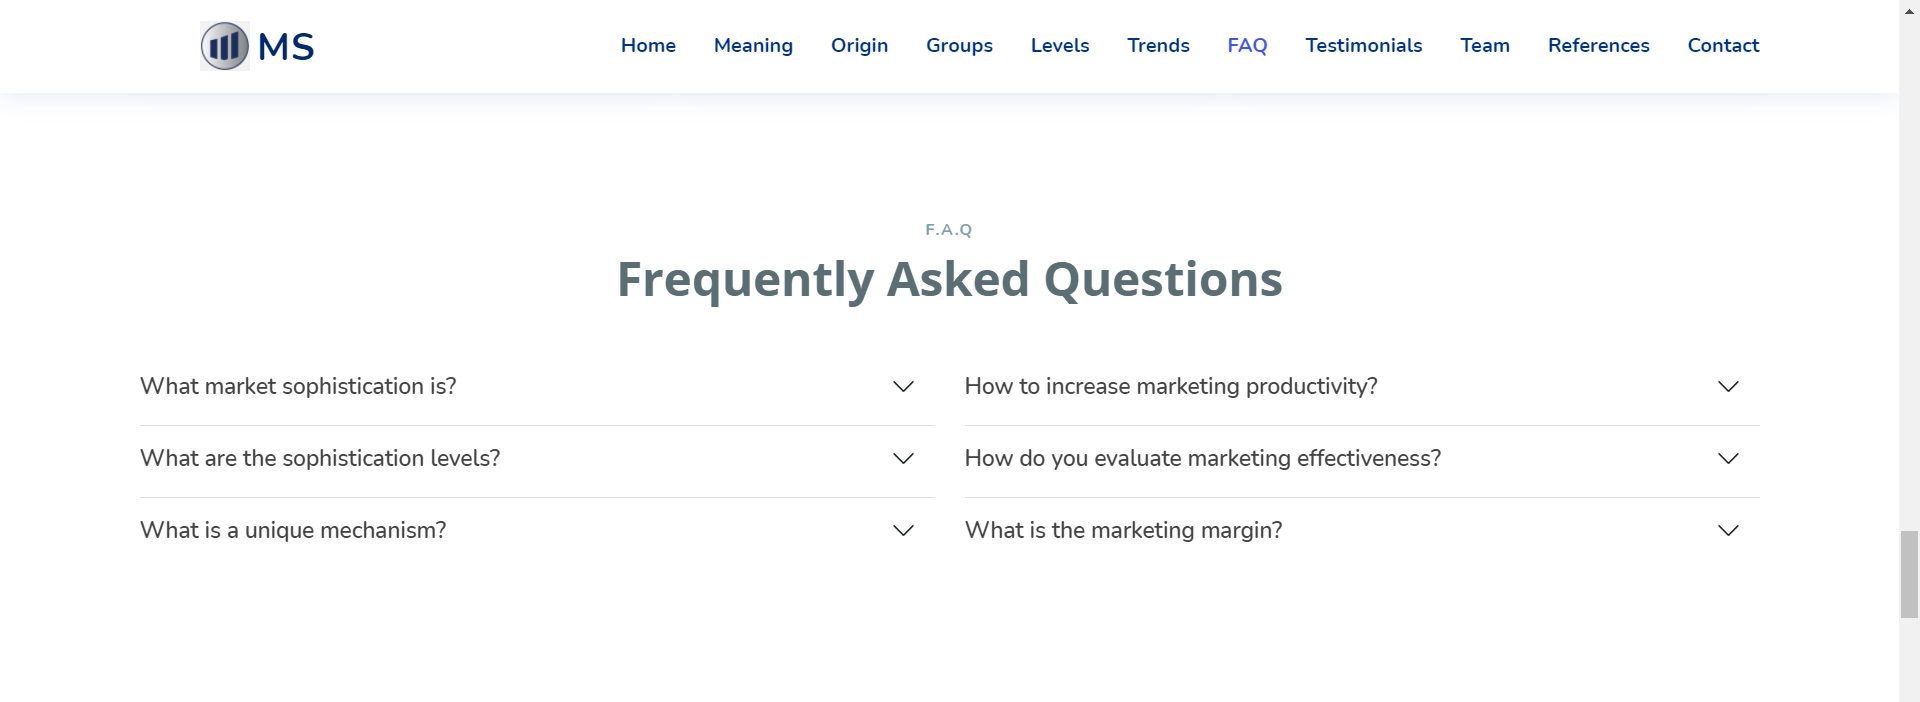 MS
Home Meaning Origin Groups Levels Trends FAQ Testimonials Team References Contact
F.A.Q
Frequently Asked Questions
What market sophistication is?
What are the sophistication levels?
What is a unique mechanism?
How to increase marketing productivity?
How do you evaluate marketing effectiveness?
What is the marketing margin?